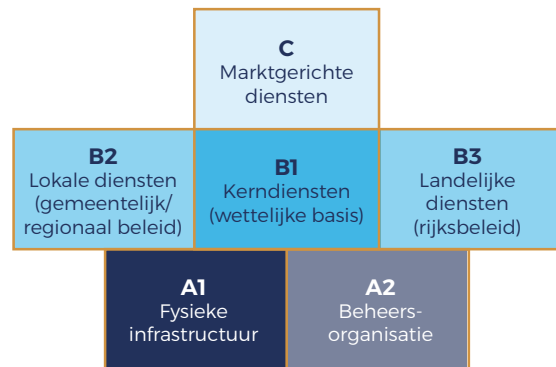 C
Marktgerichte
diensten
B2
Lokale diensten
(gemeentelijk/
regionaal beleid)
B1
Kerndiensten
(wettelijke basis)
B3
Landelijke
diensten
(rijksbeleid)
A1
Fysieke
infrastructuur
A2
Beheers-
organisatie